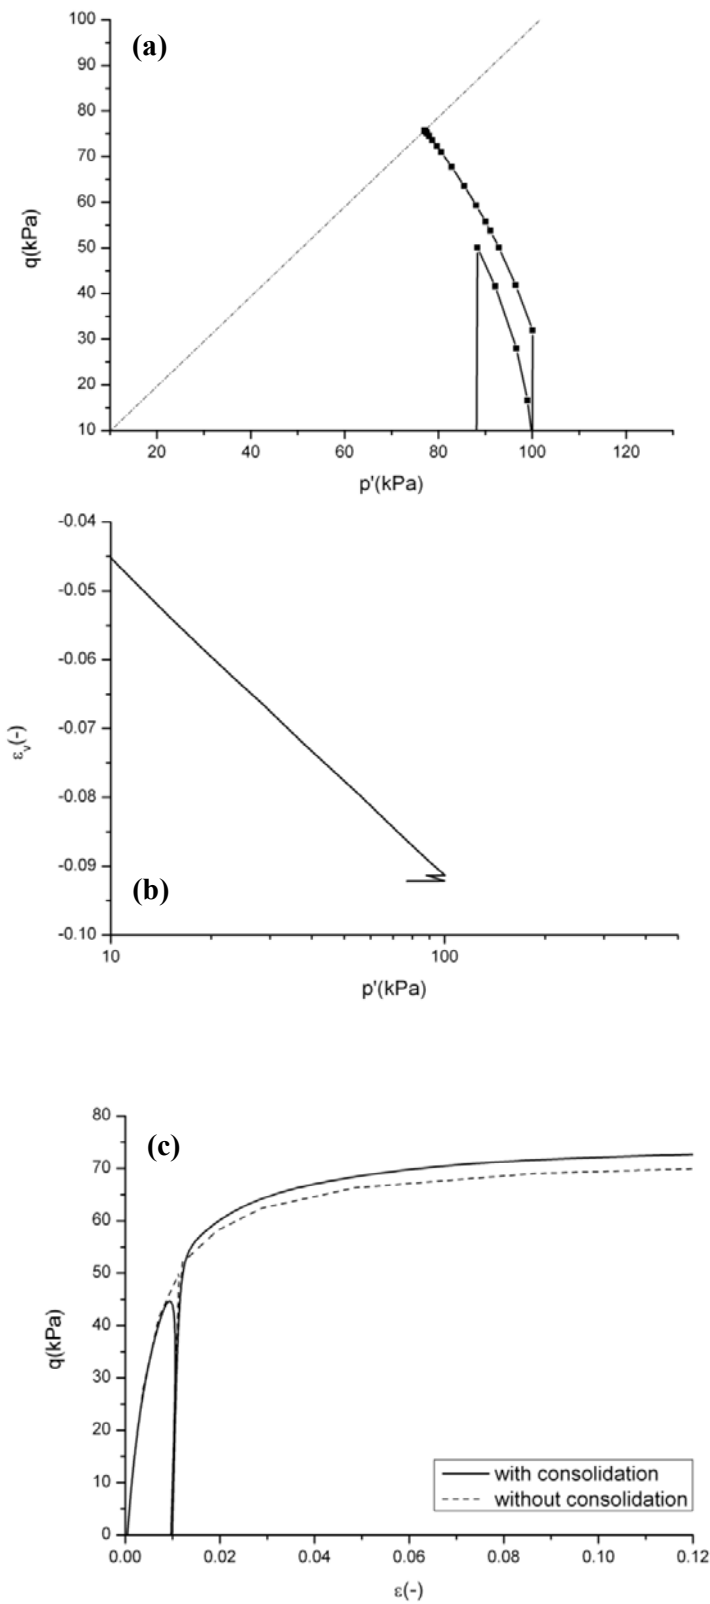 (a)
100
90
80
70
60
50
40
30
20
10
q(kPa)
20 40 60 80 100 120
p'(kPa)
-0.04
-0.05
-0.06
-0.07
-0.08
-0.09
-0.10
εv(-)
(b)
10 100
p'(kPa)
(c)
80
70
60
50
40
30
20
10
0
q(kPa)
with consolidation
without consolidation
0.00 0.02 0.04 0.06 0.08 0.10 0.12
ε(-)